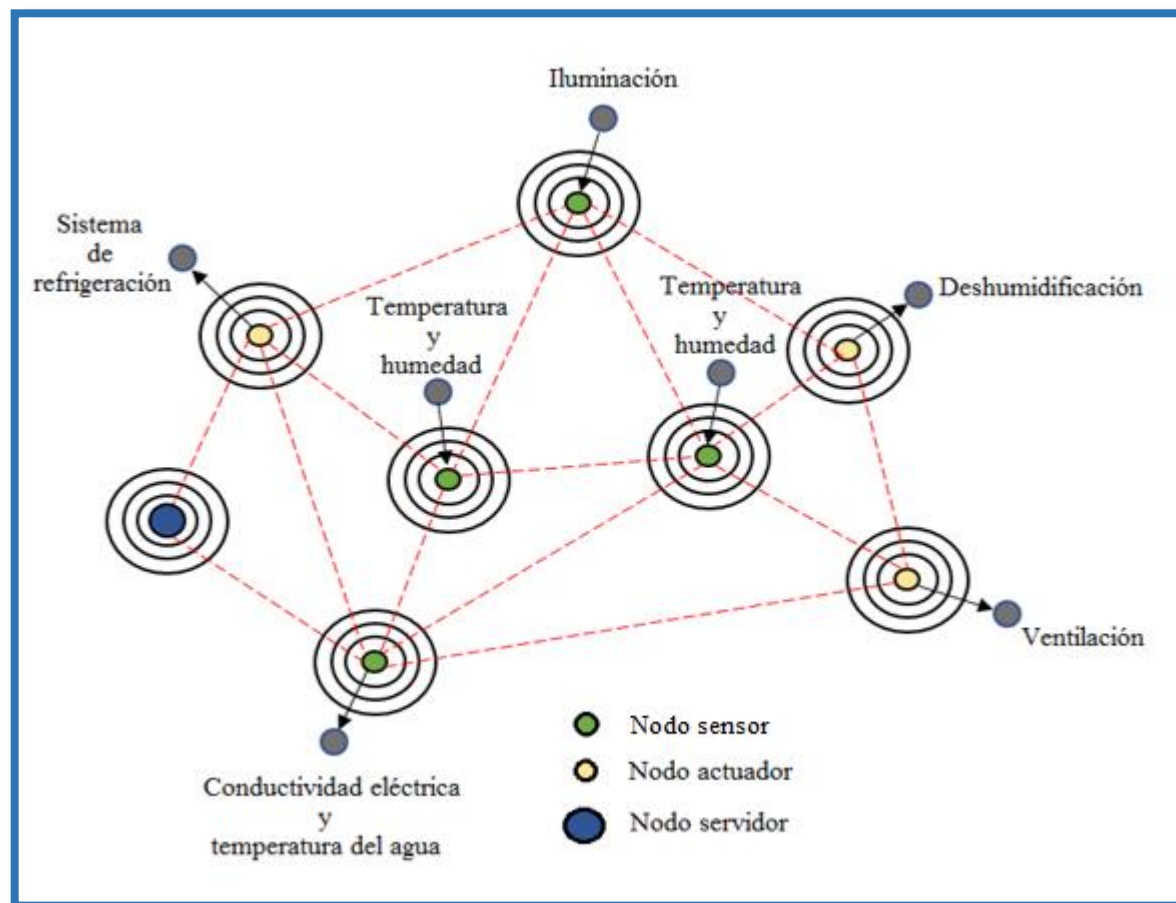 Iluminación
Sistema
de
refrigeración
Temperatura
y
humedad
Temperatura
y
humedad
Deshumidificación
Ventilación
Conductividad eléctrica
y
temperatura del agua
Nodo sensor
Nodo actuador
Nodo servidor